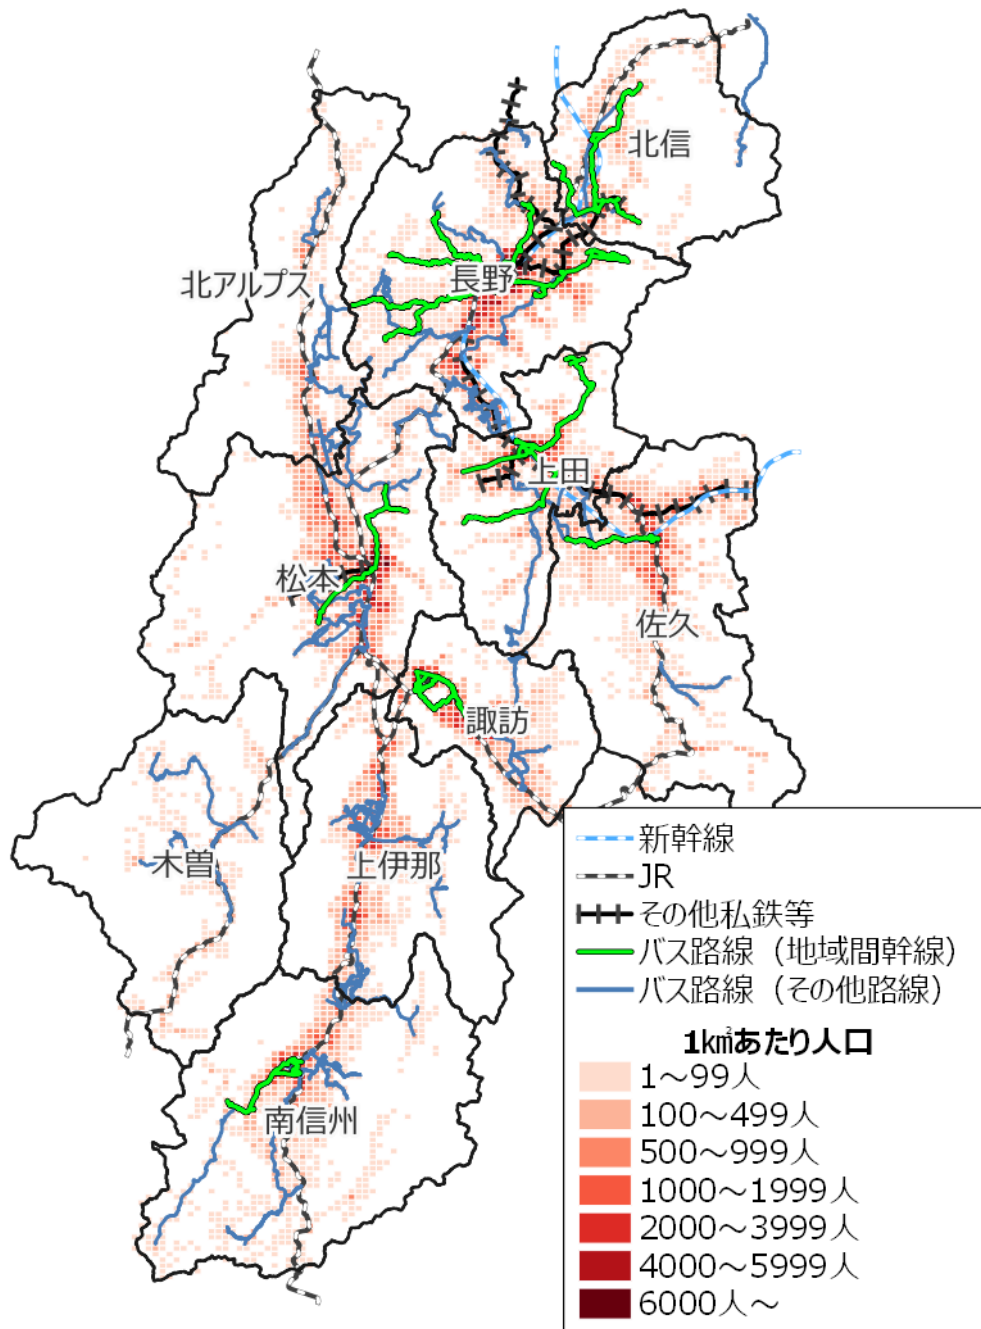 北信
長野
北アルプス
上田
松本
佐久
諏訪
木曽
上伊那
南信州
新幹線
JR
その他私鉄等
バス路線（地域間幹線）
バス路線（その他路線）
1k㎡あたり人口
1～99人
100～499人
500～999人
1000～1999人
2000～3999人
4000～5999人
6000人～